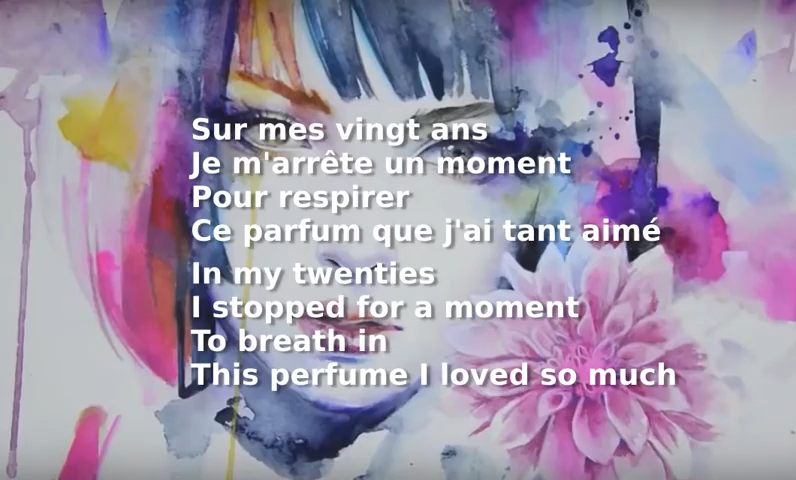 Sur mes vingt ans
Je m'arrête un moment
Pour respirer
Ce parfum que j'ai tant aimé
In my twenties
I stopped for a moment
To breath in
This perfume I loved so much